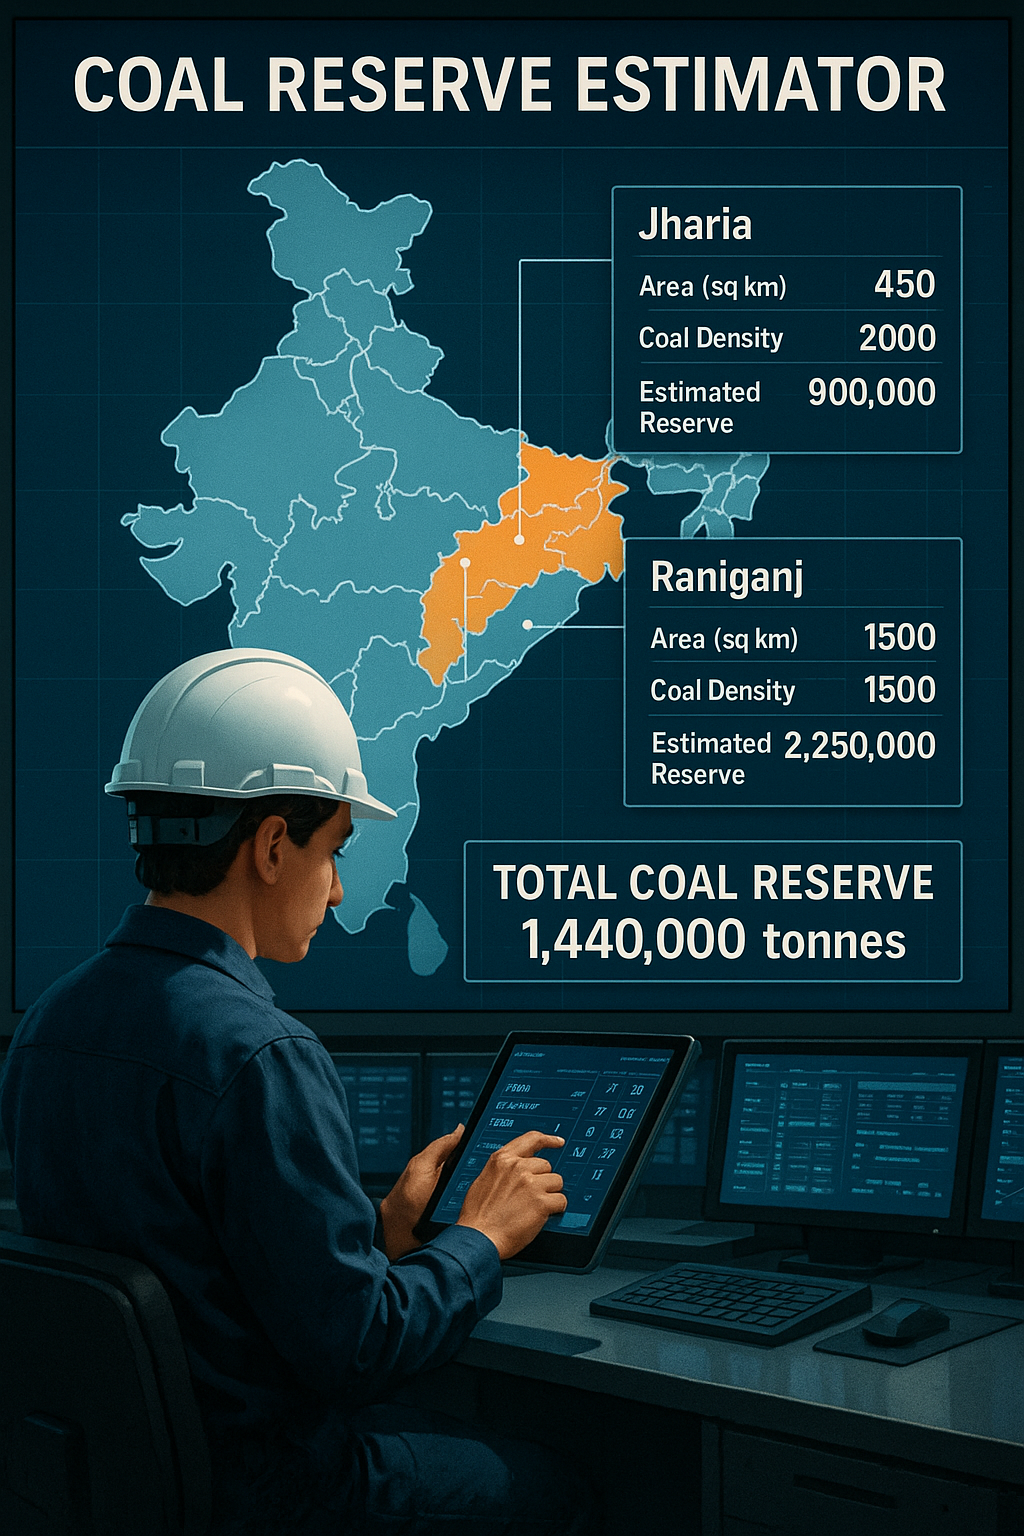 COAL RESERVE ESTIMATOR
Jharia
Area (sq km) 450
Coal Density 2000
Estimated 900,000
Reserve
Raniganj
Area (sq km) 1500
Coal Density 1500
Estimated 2,250,000
Reserve
TOTAL COAL RESERVE
1,440,000 tonnes